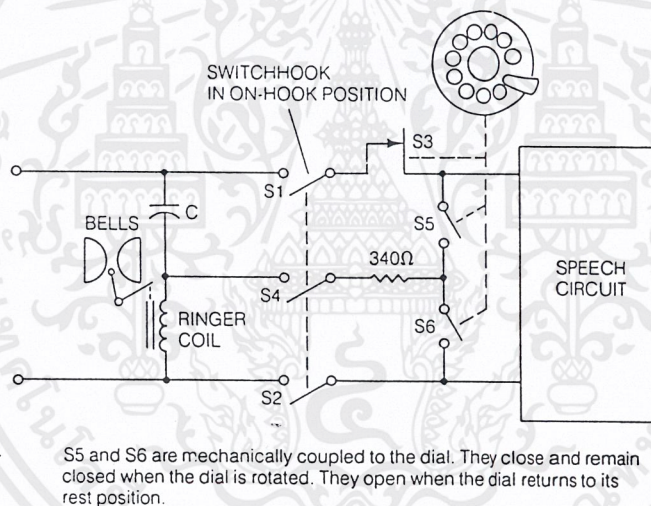 SWITCHHOOK
IN ON-HOOK POSITION
S3
S1
C
S5
BELLS
340Ω
SPEECH
CIRCUIT
S4
RINGER
COIL
S6
S2
S5 and S6 are mechanically coupled to the dial. They close and remain
closed when the dial is rotated. They open when the dial returns to its
rest position.